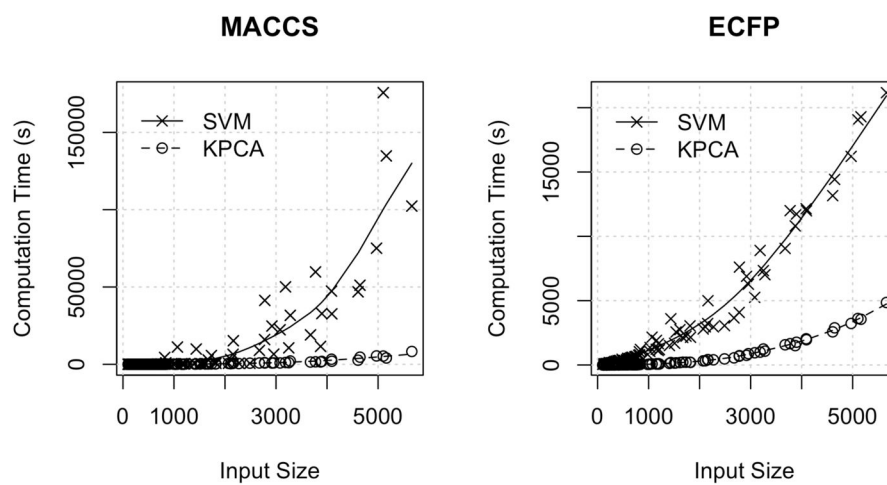 MACCS
ECFP
Computation Time (s)
150000
50000
0
SVM
KPCA
0
1000
3000
5000
Input Size
Computation Time (s)
15000
5000
0
SVM
KPCA
0
1000
3000
5000
Input Size